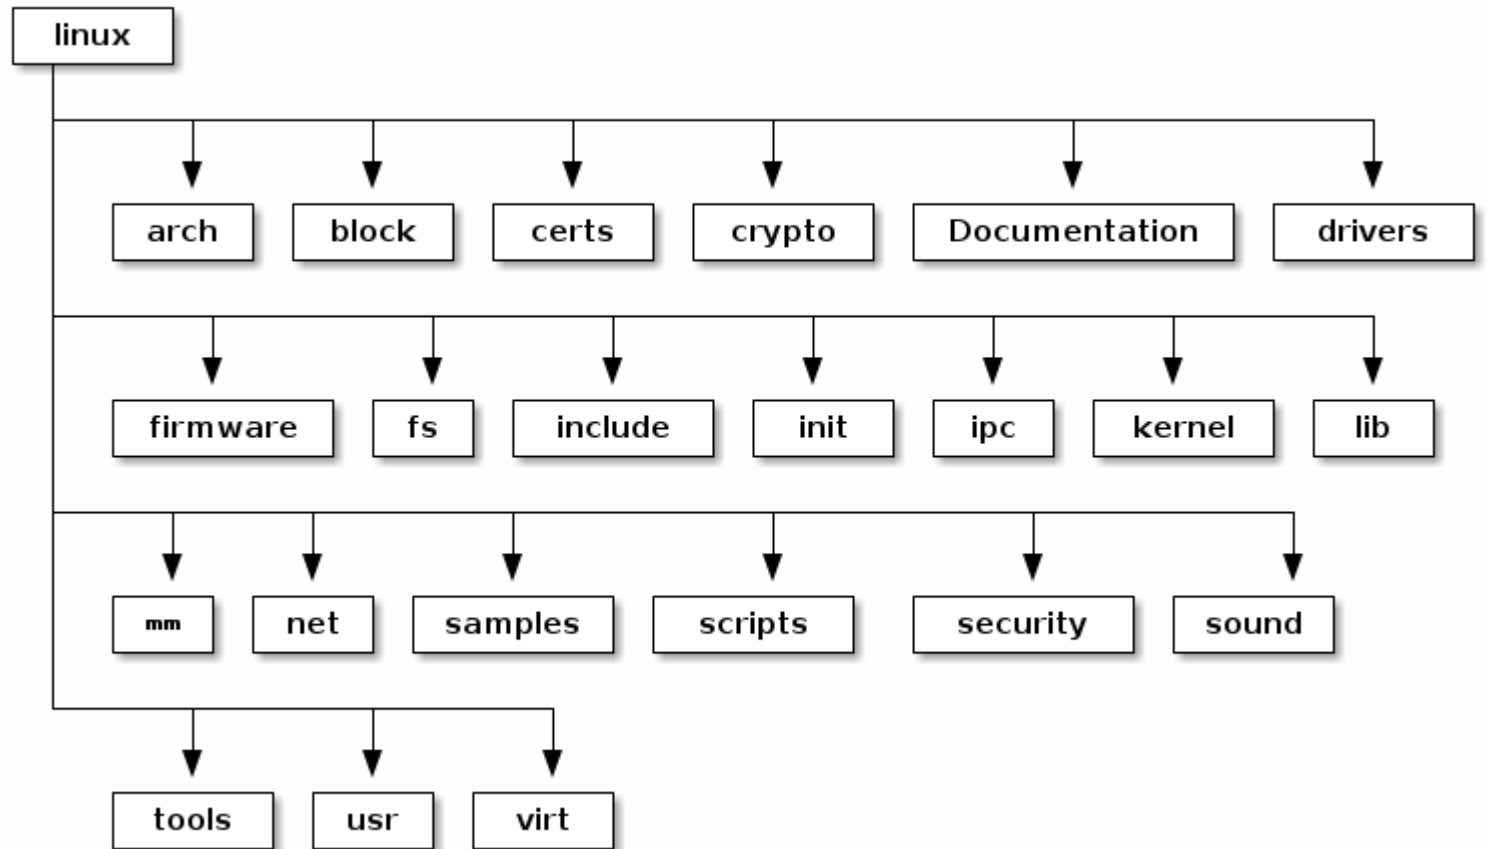 linux
arch block certs crypto Documentation drivers
firmware fs include init ipc kernel lib
mm net samples scripts security sound
tools usr virt